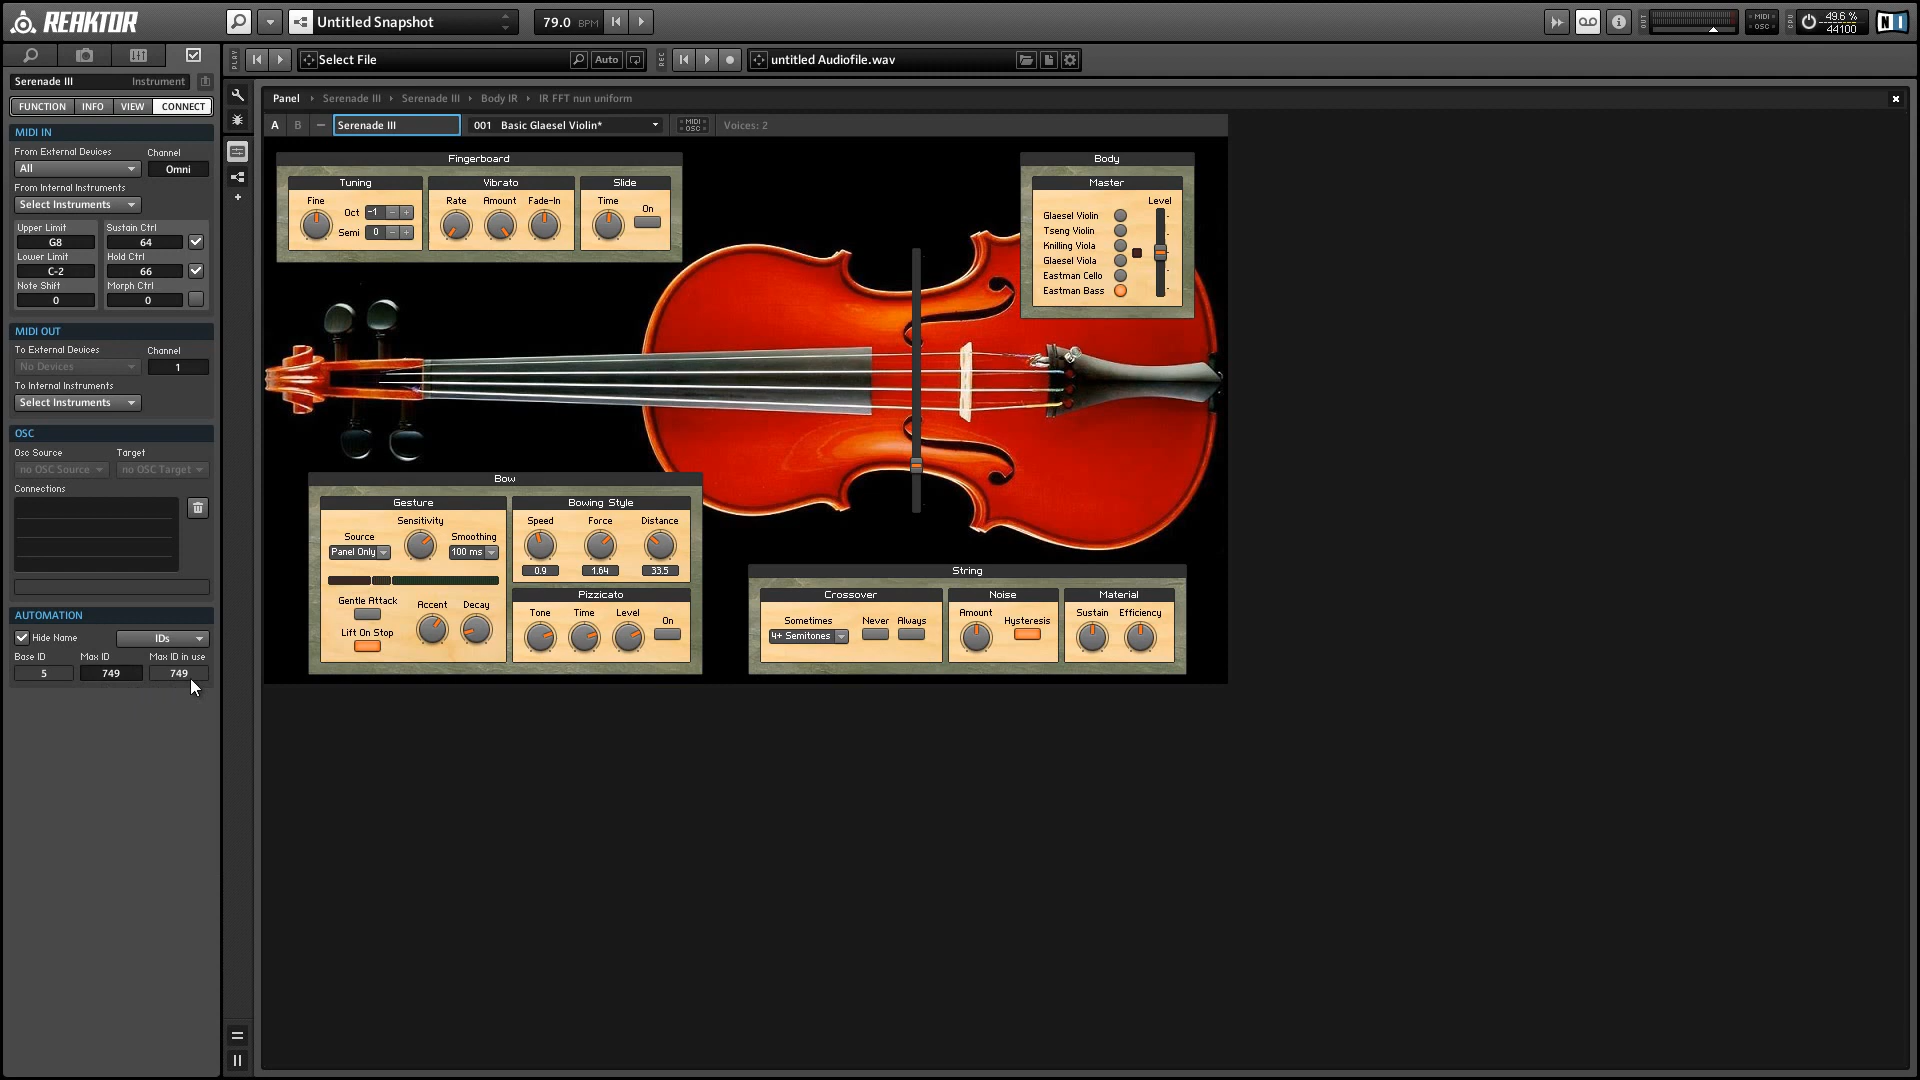 REAKTOR
Untitled Snapshot
79.0 BPM
OUT
MIDI
OSC
CPU
49.6 %
44100
PLAY
Select File
Auto
REC
untitled Audiofile.wav
Serenade III Instrument
FUNCTION INFO VIEW CONNECT
MIDI IN
From External Devices Channel
All Omni
From Internal Instruments
Select Instruments
Upper Limit Sustain Ctrl
G8 64
Lower Limit Hold Ctrl
C-2 66
Note Shift Morph Ctrl
0 0
MIDI OUT
To External Devices Channel
No Devices 1
To Internal Instruments
Select Instruments
OSC
Osc Source Target
no OSC Source no OSC Target
Connections
AUTOMATION
Hide Name IDs
Base ID Max ID Max ID in use
5 749 749
Panel Serenade III Serenade III Body IR IR FFT nun uniform
A B Serenade III 001 Basic Glaesel Violin* MIDI OSC Voices: 2
Fingerboard
Tuning Vibrato Slide
Fine Oct -1 Rate Amount Fade-In Time On
Semi 0
Body
Master
Level
Glaesel Violin
Tseng Violin
Knilling Viola
Glaesel Viola
Eastman Cello
Eastman Bass
Bow
Gesture Bowing Style
Sensitivity Speed Force Distance
Source Smoothing
Panel Only 100 ms
0.9 1.64 33.5
Pizzicato
Gentle Attack Accent Decay Tone Time Level On
Lift On Stop
String
Crossover Noise Material
Sometimes Never Always Amount Hysteresis Sustain Efficiency
4+ Semitones